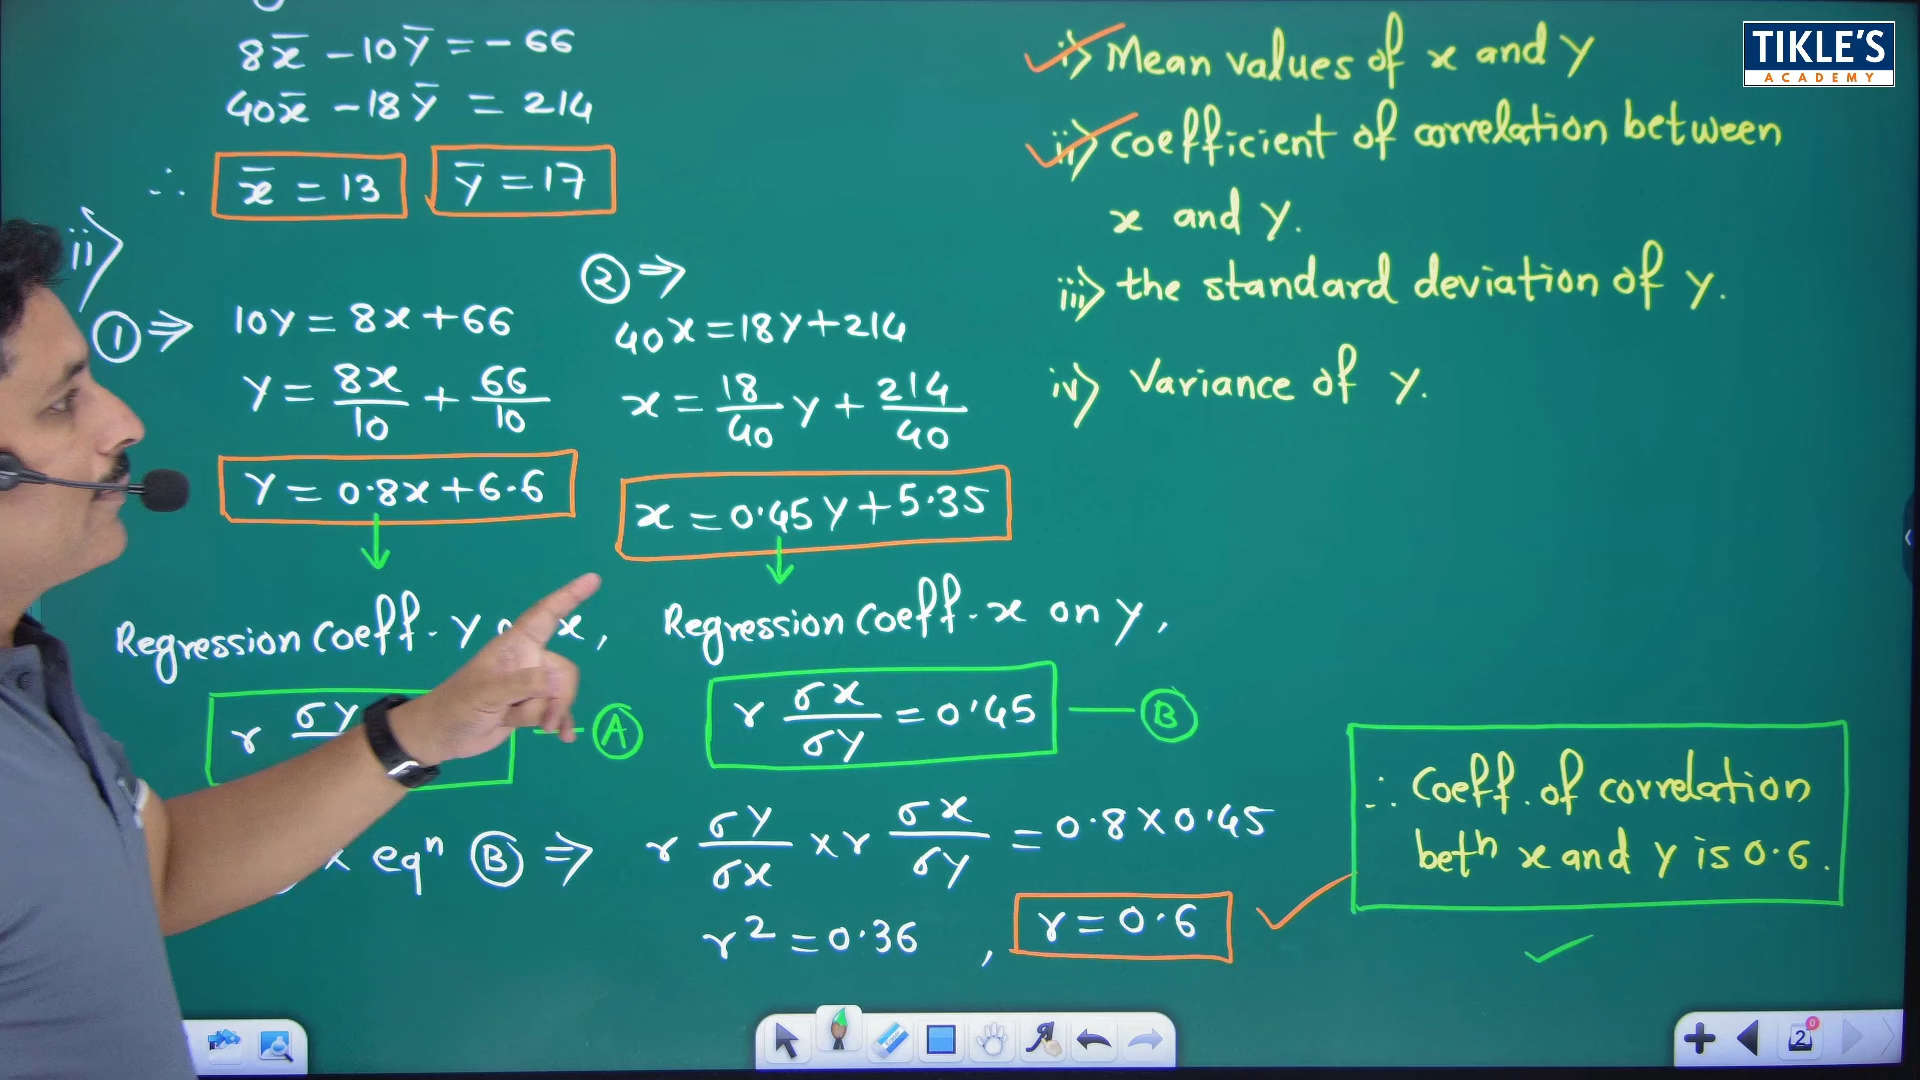 8x̄ - 10ȳ = - 66
40x̄ - 18ȳ = 214
∴ x̄ = 13 ȳ = 17
ii)
① ⇒ 10y = 8x + 66
y = 8x/10 + 66/10
y = 0.8x + 6.6
Regression Coeff. y x,
r σy
— Ⓐ
② ⇒
40x = 18y + 214
x = 18/40 y + 214/40
x = 0.45y + 5.35
Regression Coeff. x on y,
r σx/σy = 0.45 — Ⓑ
x eqⁿ Ⓑ ⇒ r σy/σx × r σx/σy = 0.8 × 0.45
r² = 0.36 , r = 0.6
i) Mean values of x and y
ii) coefficient of correlation between
x and y.
iii) the standard deviation of y.
iv) Variance of y.
∴ Coeff. of correlation
betⁿ x and y is 0.6.
TIKLE'S
ACADEMY
2
0